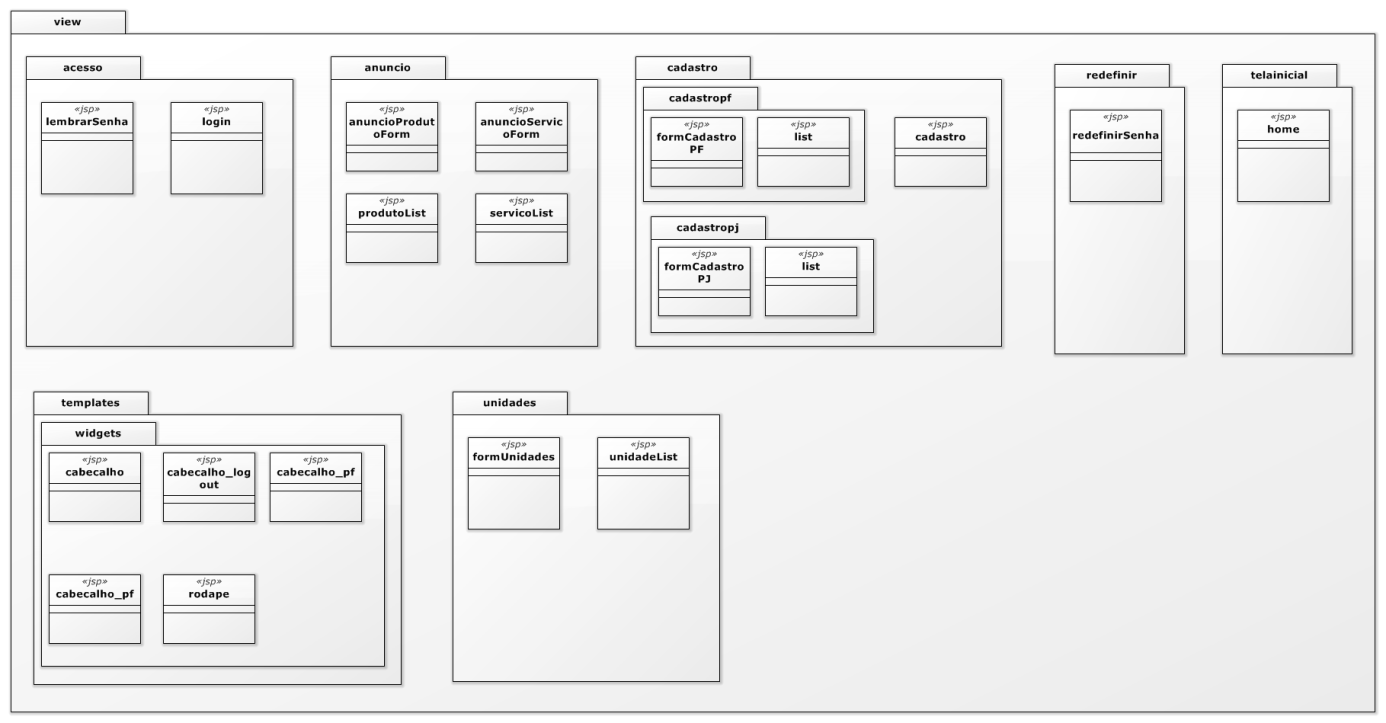 view
acesso
«jsp»
lembrarSenha
«jsp»
login
anuncio
«jsp»
anuncioProdut
oForm
«jsp»
anuncioServic
oForm
«jsp»
produtoList
«jsp»
servicoList
cadastro
cadastropf
«jsp»
formCadastro
PF
«jsp»
list
«jsp»
cadastro
cadastropj
«jsp»
formCadastro
PJ
«jsp»
list
redefinir
«jsp»
redefinirSenha
telainicial
«jsp»
home
templates
widgets
«jsp»
cabecalho
«jsp»
cabecalho_log
out
«jsp»
cabecalho_pf
«jsp»
cabecalho_pf
«jsp»
rodape
unidades
«jsp»
formUnidades
«jsp»
unidadeList